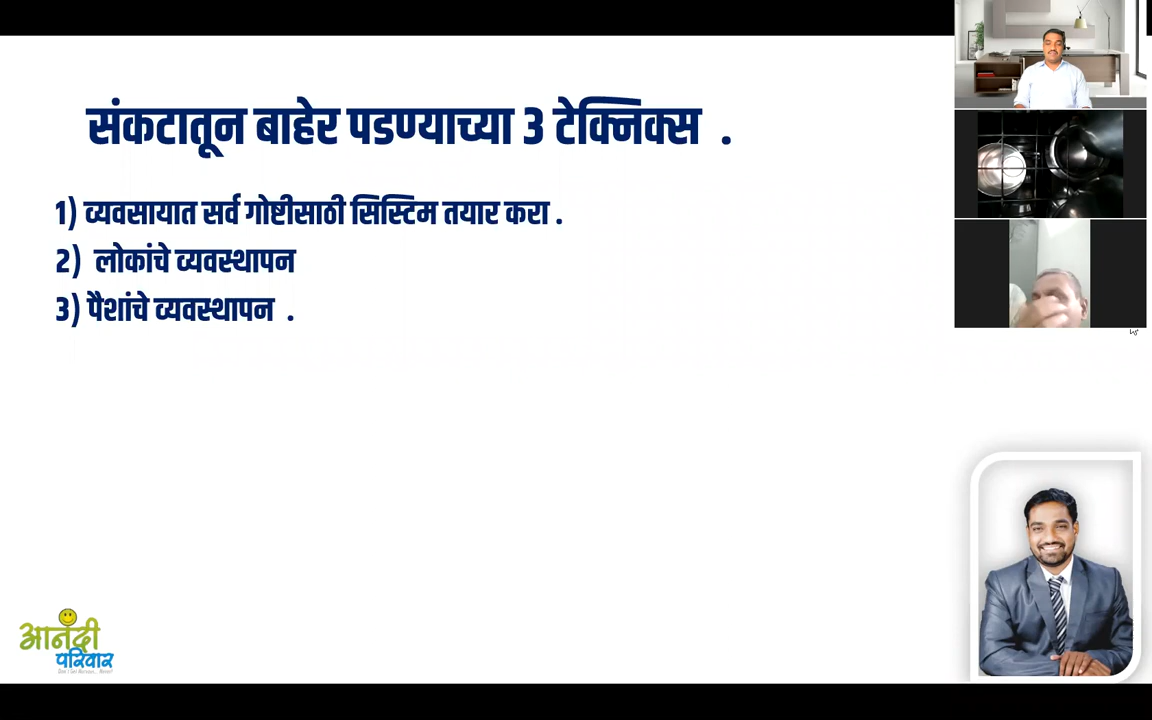 संकटातून बाहेर पडण्याच्या 3 टेक्निक्स .
1) व्यवसायात सर्व गोष्टीसाठी सिस्टिम तयार करा .
2) लोकांचे व्यवस्थापन
3) पैशांचे व्यवस्थापन .
आनंदी
परिवार